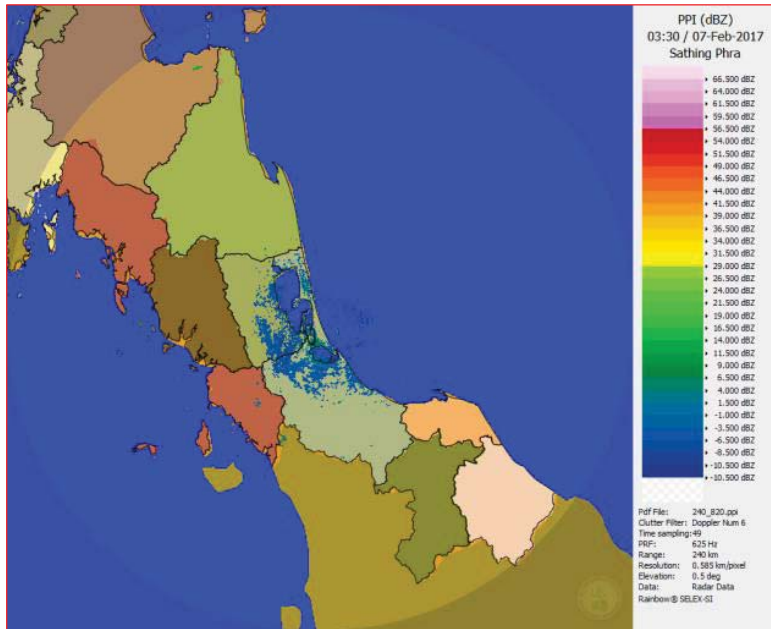 PPI (dBZ)
03:30 / 07-Feb-2017
Sathing Phra
66.500 dBZ
64.000 dBZ
61.500 dBZ
59.500 dBZ
56.500 dBZ
54.000 dBZ
51.500 dBZ
49.000 dBZ
46.500 dBZ
44.000 dBZ
41.500 dBZ
39.000 dBZ
36.500 dBZ
34.000 dBZ
31.500 dBZ
29.000 dBZ
26.500 dBZ
24.000 dBZ
21.500 dBZ
19.000 dBZ
16.500 dBZ
14.000 dBZ
11.500 dBZ
9.000 dBZ
6.500 dBZ
4.000 dBZ
1.500 dBZ
-1.000 dBZ
-3.500 dBZ
-6.500 dBZ
-8.500 dBZ
-10.500 dBZ
-10.500 dBZ
Pdf File: 240_820.ppi
Clutter Filter: Doppler Num 6
Time sampling:49
PRF: 625 Hz
Range: 240 km
Resolution: 0.585 km/pixel
Elevation: 0.5 deg
Data: Radar Data
Rainbow® SELEX-SI